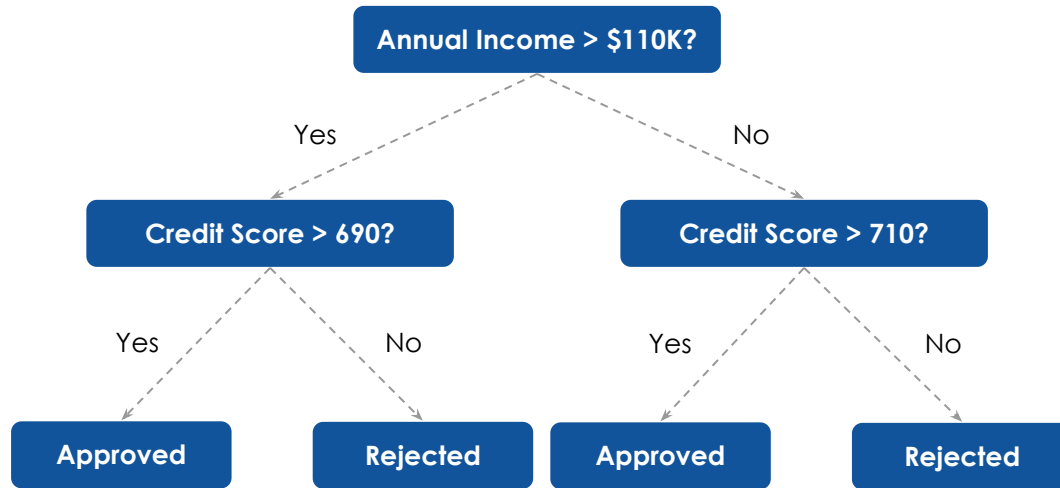 Annual Income > $110K?
Yes
No
Credit Score > 690?
Credit Score > 710?
Yes
No
Yes
No
Approved
Rejected
Approved
Rejected